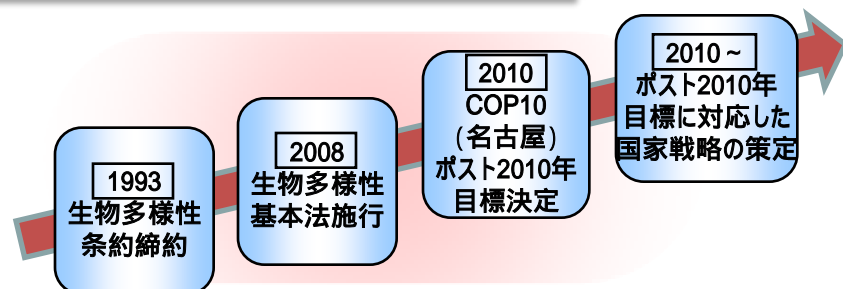 1993
生物多様性
条約締約
2008
生物多様性
基本法施行
2010
COP10
(名古屋)
ポスト2010年
目標決定
2010~
ポスト2010年
目標に対応した
国家戦略の策定